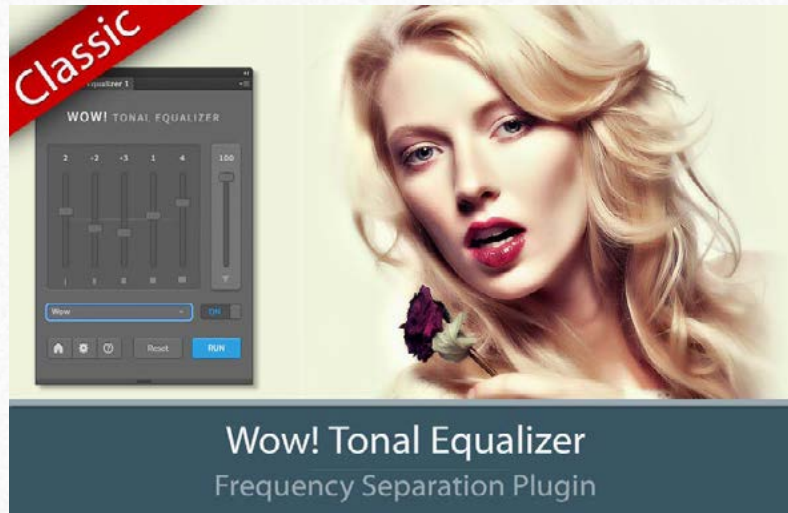 Classic
Equalizer 1
WOW! TONAL EQUALIZER
2 -2 -3 1 4 100
Wow ON
Reset RUN
Wow! Tonal Equalizer
Frequency Separation Plugin